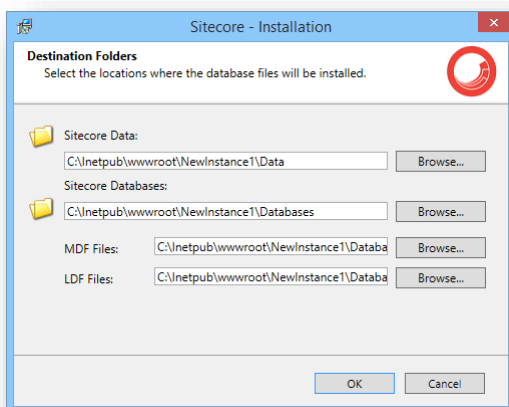 Sitecore - Installation
Destination Folders
Select the locations where the database files will be installed.
Sitecore Data:
C:\Inetpub\wwwroot\NewInstance1\Data Browse...
Sitecore Databases:
C:\Inetpub\wwwroot\NewInstance1\Databases Browse...
MDF Files: C:\Inetpub\wwwroot\NewInstance1\Databa Browse...
LDF Files: C:\Inetpub\wwwroot\NewInstance1\Databa Browse...
OK Cancel